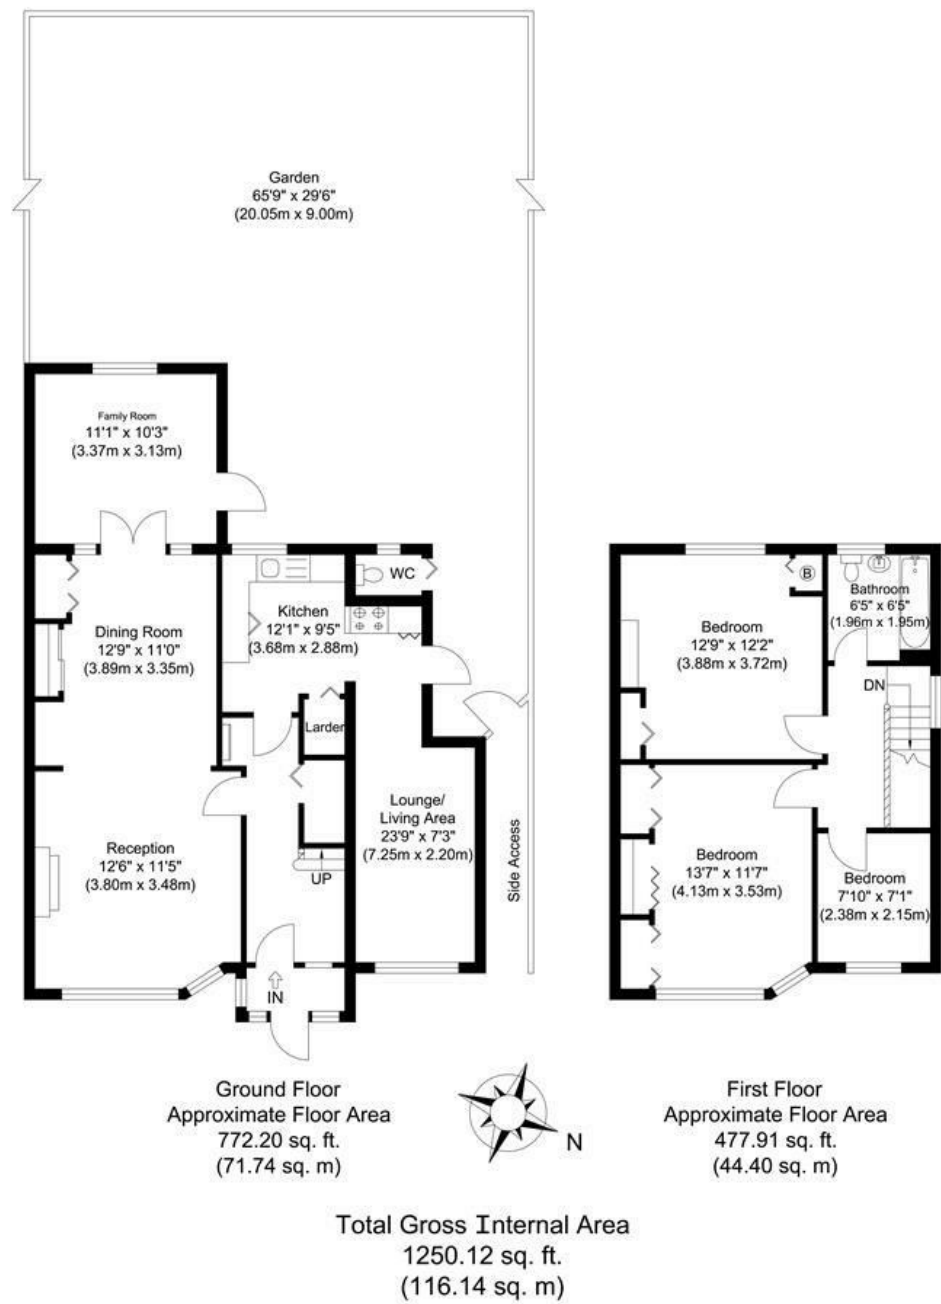 Garden
65'9" x 29'6"
(20.05m x 9.00m)
Family Room
11'1" x 10'3"
(3.37m x 3.13m)
WC
Kitchen
12'1" x 9'5"
(3.68m x 2.88m)
Dining Room
12'9" x 11'0"
(3.89m x 3.35m)
Larder
Lounge/
Living Area
23'9" x 7'3"
(7.25m x 2.20m)
Reception
12'6" x 11'5"
(3.80m x 3.48m)
UP
IN
Side Access
B
Bathroom
6'5" x 6'5"
(1.96m x 1.95m)
Bedroom
12'9" x 12'2"
(3.88m x 3.72m)
DN
Bedroom
13'7" x 11'7"
(4.13m x 3.53m)
Bedroom
7'10" x 7'1"
(2.38m x 2.15m)
Ground Floor
Approximate Floor Area
772.20 sq. ft.
(71.74 sq. m)
N
First Floor
Approximate Floor Area
477.91 sq. ft.
(44.40 sq. m)
Total Gross Internal Area
1250.12 sq. ft.
(116.14 sq. m)